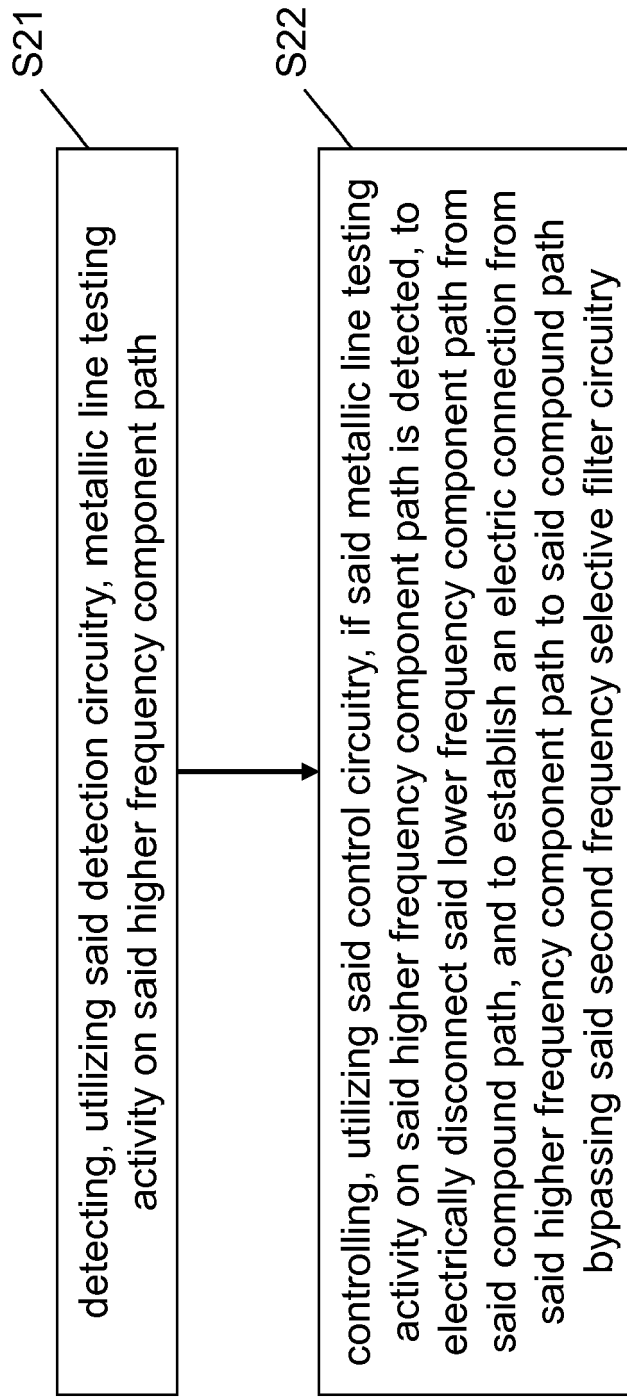 S21
detecting, utilizing said detection circuitry, metallic line testing
activity on said higher frequency component path
S22
controlling, utilizing said control circuitry, if said metallic line testing
activity on said higher frequency component path is detected, to
electrically disconnect said lower frequency component path from
said compound path, and to establish an electric connection from
said higher frequency component path to said compound path
bypassing said second frequency selective filter circuitry